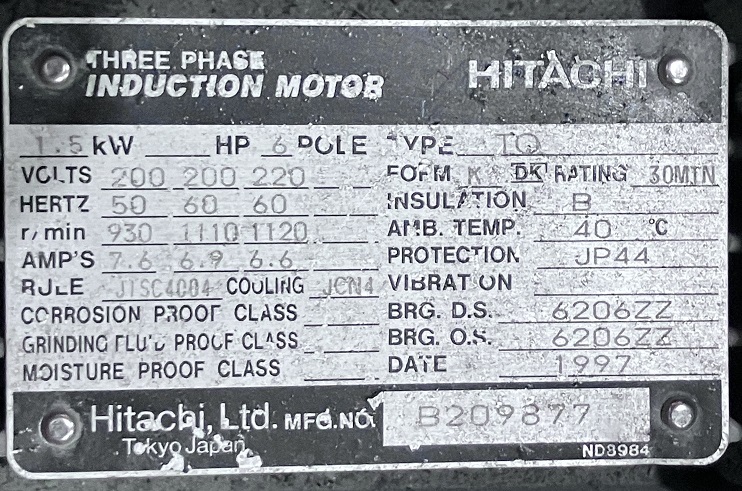 THREE PHASE
INDUCTION MOTOR
HITACHI
1.5 kW HP 6 POLE TYPE TO
VOLTS 200 200 220 FORM K DK RATING 30MIN
HERTZ 50 60 60 INSULATION B
r/min 930 1110 1120 AMB. TEMP. 40 °C
AMP'S 7.6 6.9 6.6 PROTECTION JP44
RULE JISC4004 COOLING JCN4 VIBRATION
CORROSION PROOF CLASS BRG. D.S. 6206ZZ
GRINDING FLUID PROOF CLASS BRG. O.S. 6206ZZ
MOISTURE PROOF CLASS DATE 1997
Hitachi, Ltd. MFG.NO. B209877
Tokyo Japan
ND8984